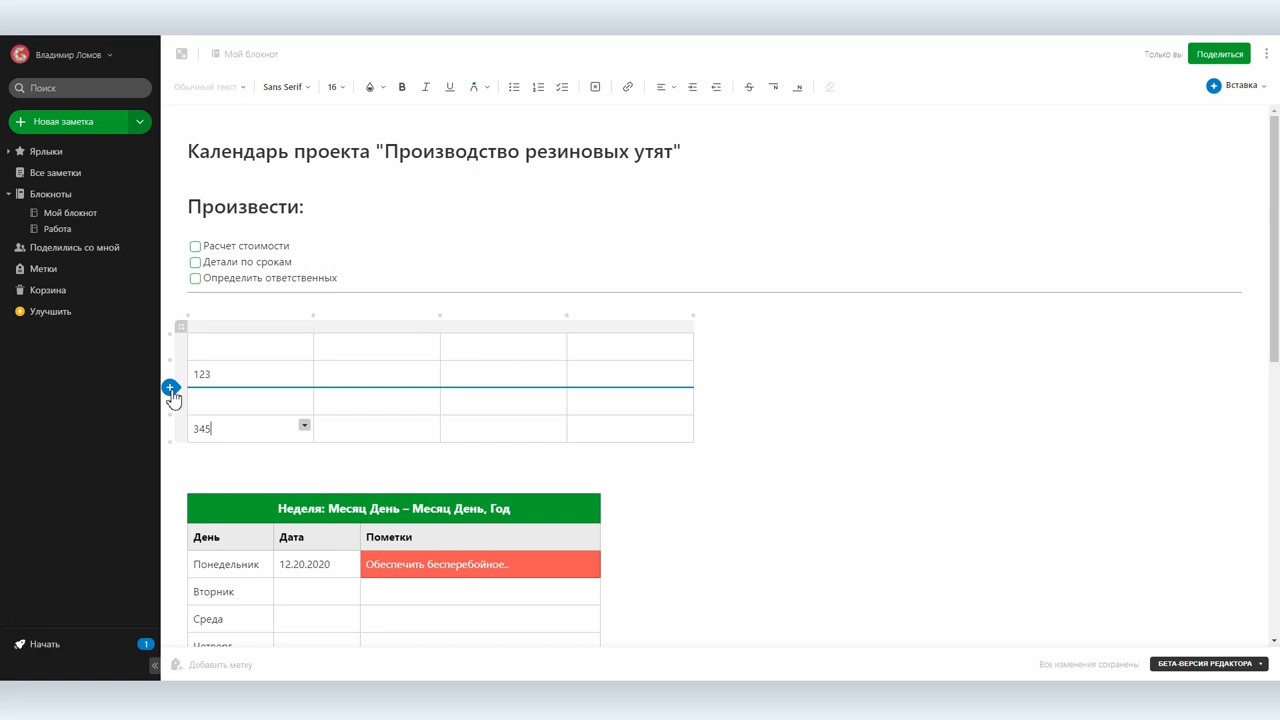 Владимир Ломов
Мой блокнот
Только вы
Поделиться
Поиск
Обычный текст
Sans Serif
16
Вставка
Новая заметка
Ярлыки
Все заметки
Блокноты
Мой блокнот
Работа
Поделились со мной
Метки
Корзина
Улучшить
Начать
1
Календарь проекта "Производство резиновых утят"
Произвести:
Расчет стоимости
Детали по срокам
Определить ответственных
123
345
Неделя: Месяц День – Месяц День, Год
День Дата Пометки
Понедельник 12.20.2020 Обеспечить бесперебойное..
Вторник
Среда
Четверг
Добавить метку
Все изменения сохранены
БЕТА-ВЕРСИЯ РЕДАКТОРА